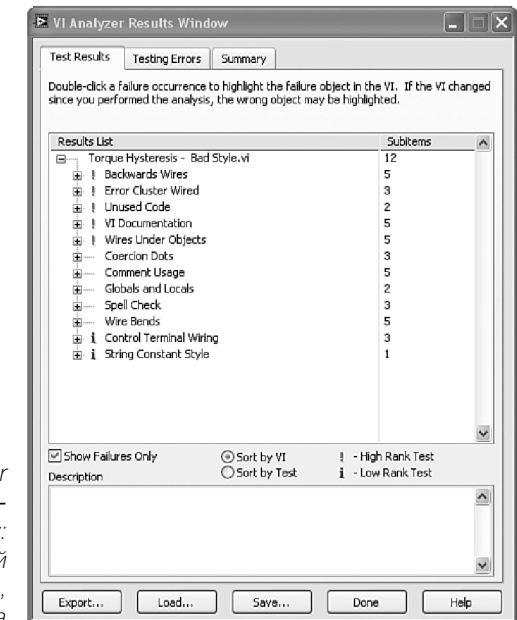 VI Analyzer Results Window
Test Results Testing Errors Summary
Double-click a failure occurrence to highlight the failure object in the VI. If the VI changed
since you performed the analysis, the wrong object may be highlighted.
Results List Subitems
Torque Hysteresis - Bad Style.vi 12
! Backwards Wires 5
! Error Cluster Wired 3
! Unused Code 2
! VI Documentation 5
! Wires Under Objects 5
Coercion Dots 3
Comment Usage 5
Globals and Locals 2
Spell Check 3
Wire Bends 5
i Control Terminal Wiring 3
i String Constant Style 1
Show Failures Only Sort by VI ! - High Rank Test
Sort by Test i - Low Rank Test
Description
Export... Load... Save... Done Help
r
–
:
й
,
а